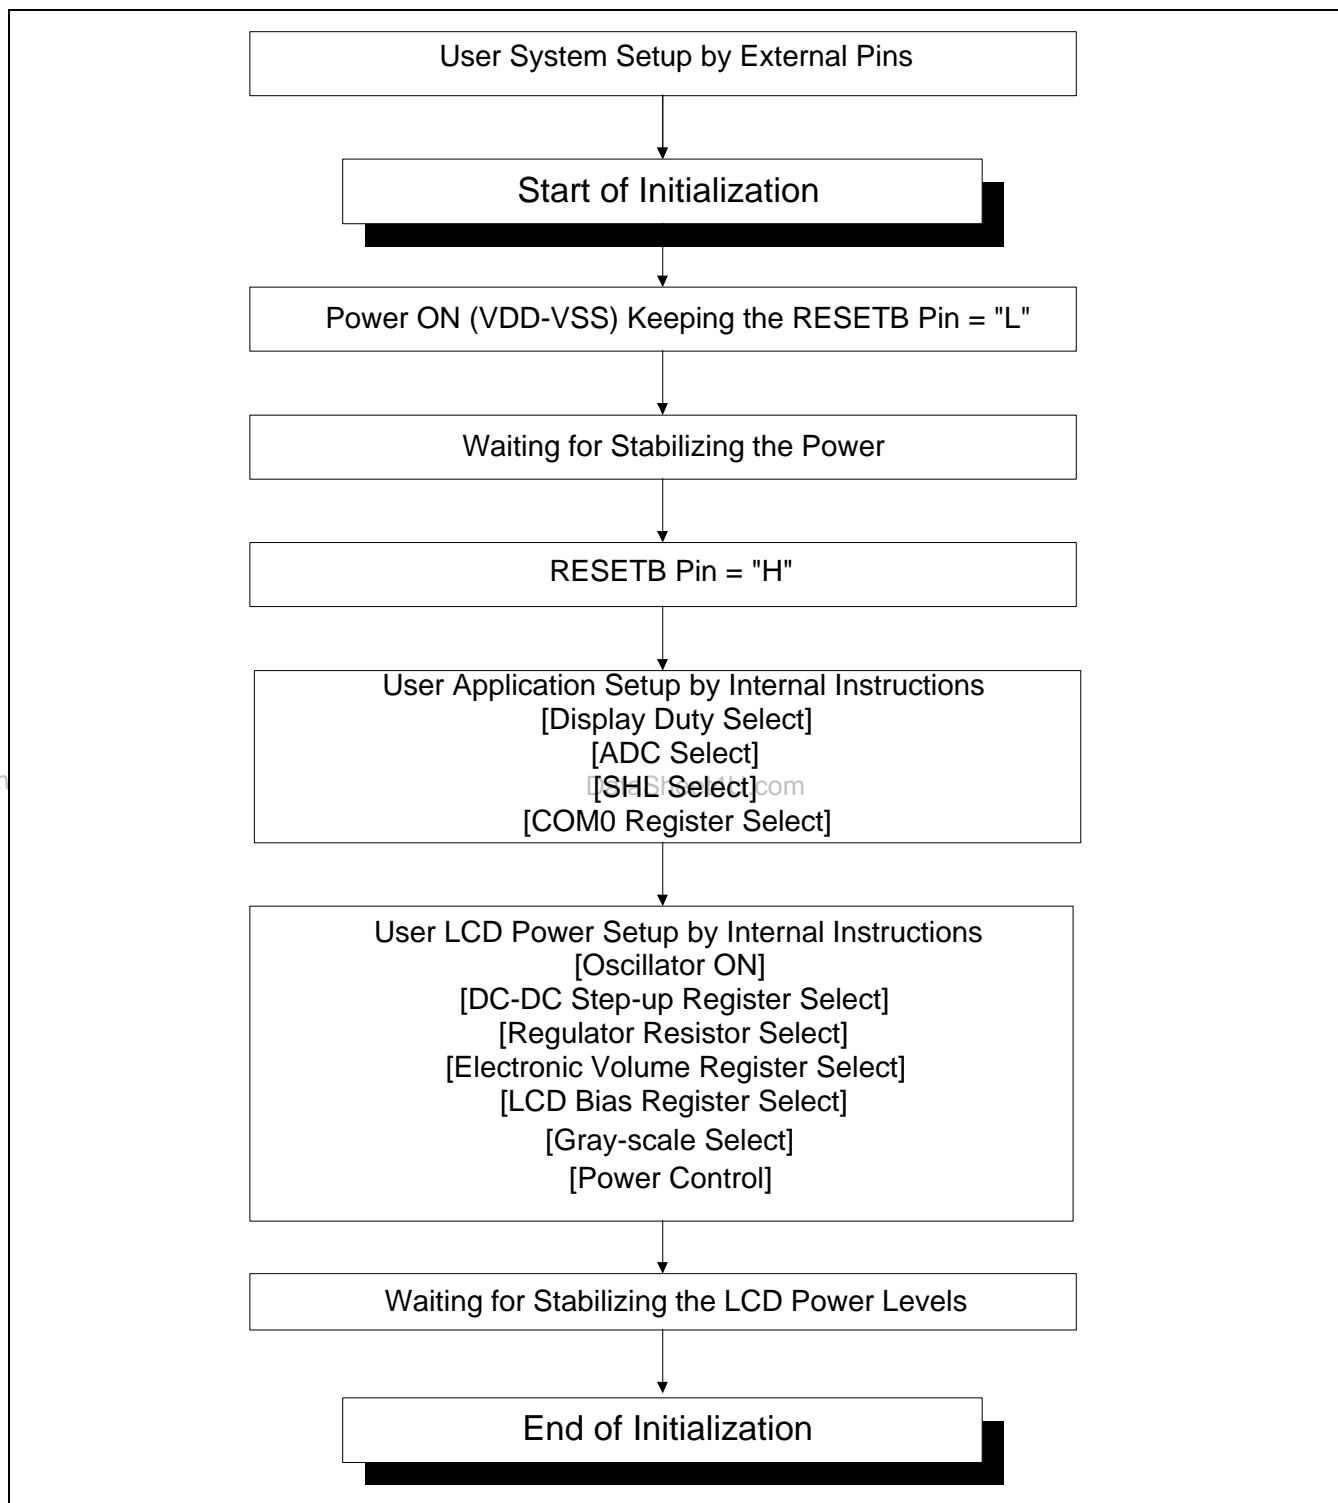 User System Setup by External Pins
Start of Initialization
Power ON (VDD-VSS) Keeping the RESETB Pin = "L"
Waiting for Stabilizing the Power
RESETB Pin = "H"
User Application Setup by Internal Instructions
[Display Duty Select]
[ADC Select]
[SHL Select]
DataSheet4U.com
[COM0 Register Select]
User LCD Power Setup by Internal Instructions
[Oscillator ON]
[DC-DC Step-up Register Select]
[Regulator Resistor Select]
[Electronic Volume Register Select]
[LCD Bias Register Select]
[Gray-scale Select]
[Power Control]
Waiting for Stabilizing the LCD Power Levels
End of Initialization